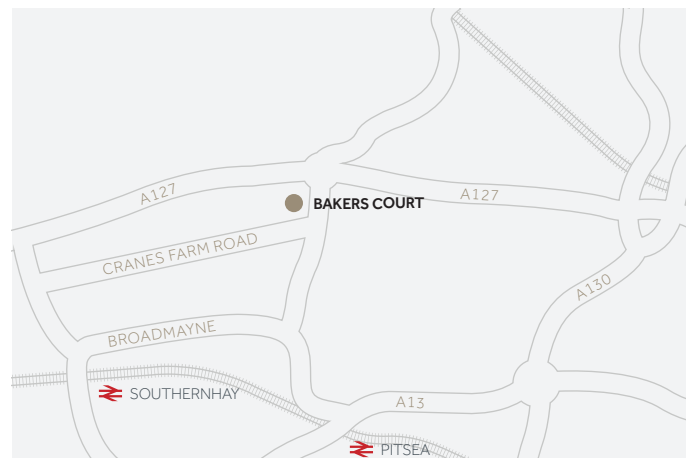 A127
BAKERS COURT
A127
CRANES FARM ROAD
A130
BROADMAYNE
SOUTHERNHAY
A13
PITSEA